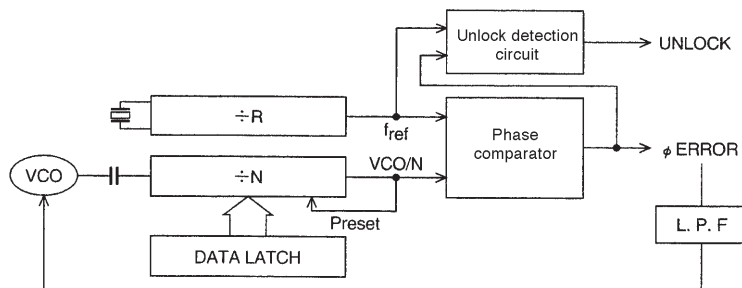 Unlock detection
circuit
UNLOCK
÷R
fref
Phase
comparator
VCO
÷N
VCO/N
ϕ ERROR
Preset
L. P. F
DATA LATCH